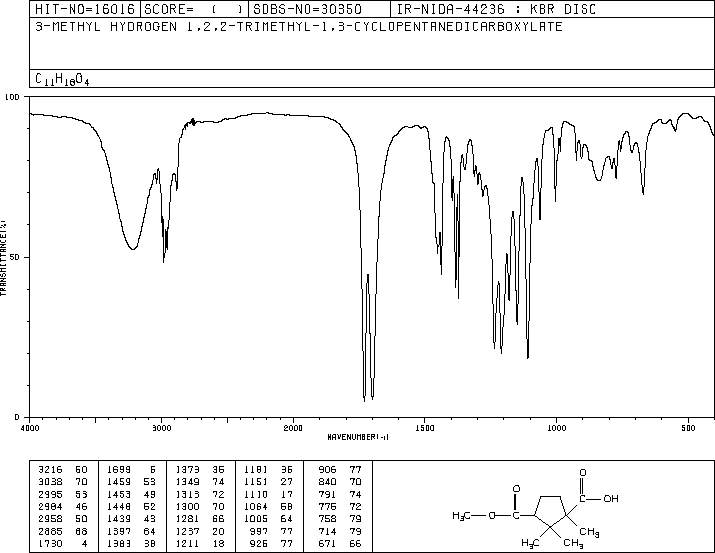 HIT-NO=16016 SCORE= ( ) SDBS-NO=30350 IR-NIDA-44236 : KBR DISC
3-METHYL HYDROGEN 1,2,2-TRIMETHYL-1,3-CYCLOPENTANEDICARBOXYLATE
C11H18O4
100
TRANSMITTANCE(%)
50
0
4000 3000 2000 1500 1000 500
WAVENUMBER(-1)
3216 60 1699 5 1373 36 1181 35 906 77
3038 70 1459 53 1349 74 1151 27 840 70
2995 53 1453 49 1313 72 1110 17 791 74
2984 46 1448 52 1300 70 1064 58 776 72
2958 50 1439 43 1281 66 1005 64 758 79
2885 68 1397 64 1237 20 997 77 714 79
1730 4 1383 38 1211 18 926 77 671 66
O
O
OH
H3C O
CH3
H3C CH3